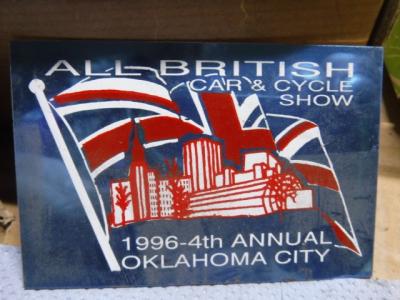 ALL BRITISH
CAR & CYCLE
SHOW
1996-4th ANNUAL
OKLAHOMA CITY